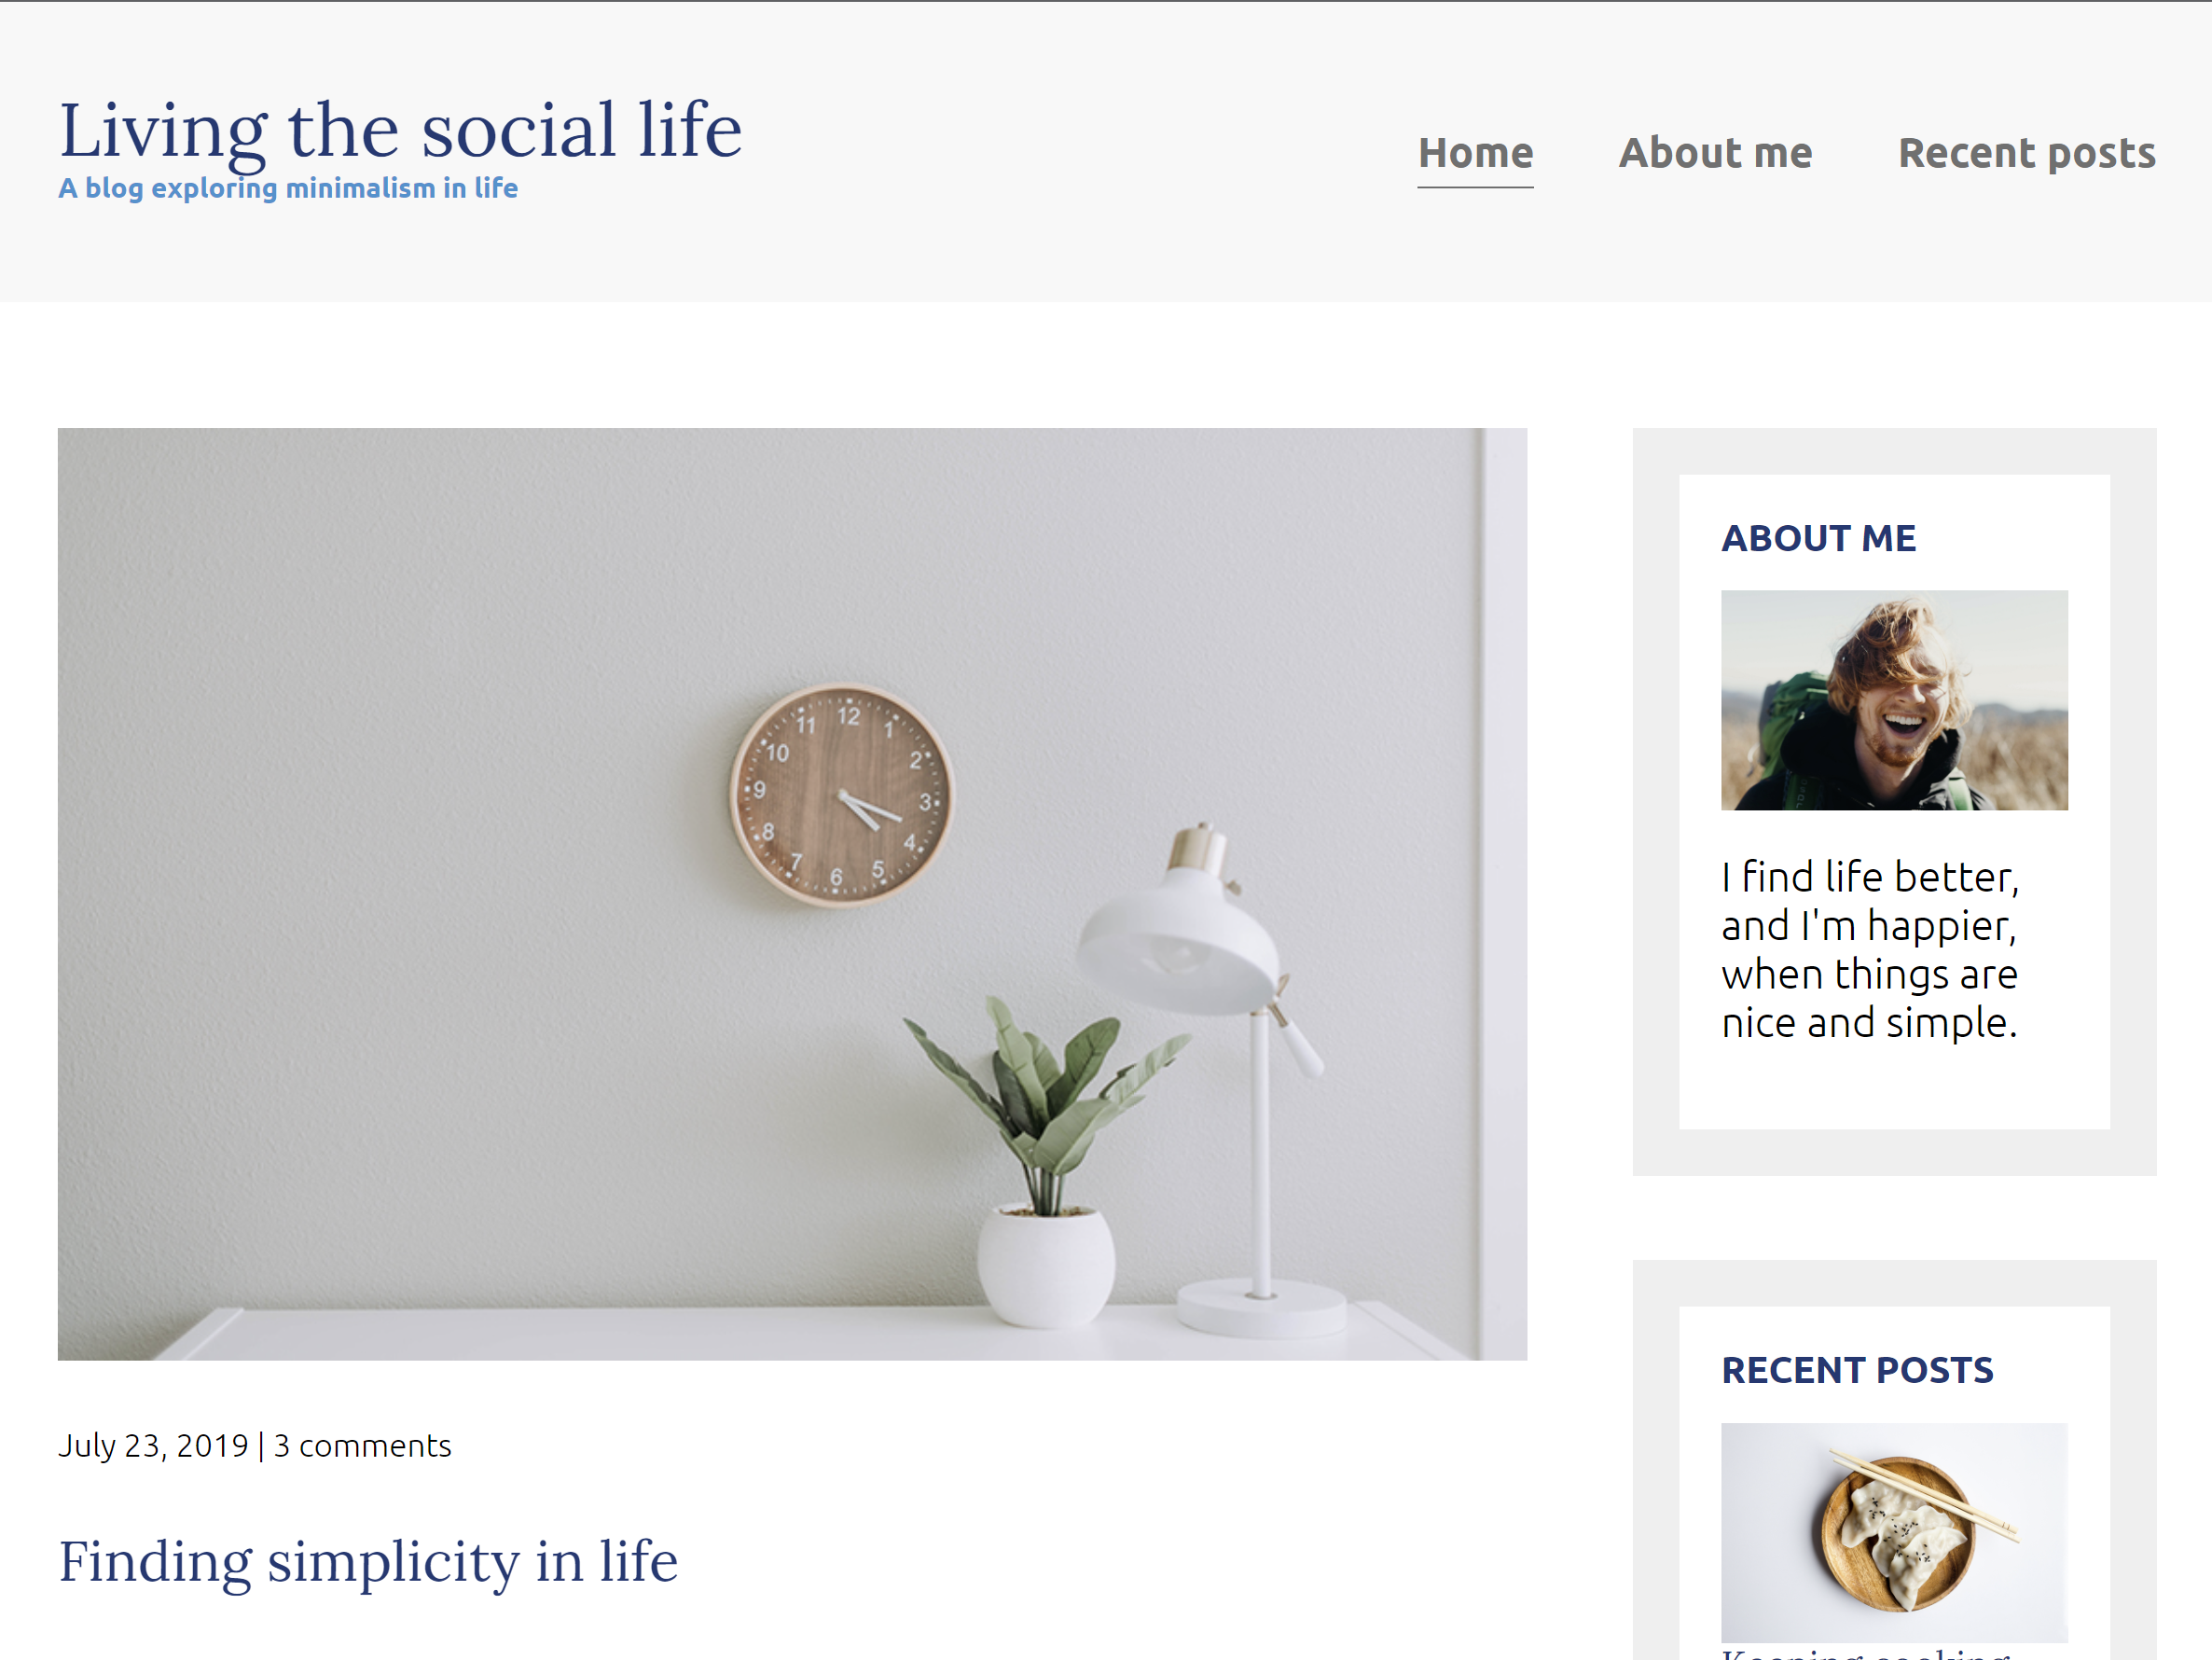 Living the social life
A blog exploring minimalism in life
Home
About me
Recent posts
12
1
2
3
4
5
6
7
8
9
10
11
July 23, 2019 | 3 comments
Finding simplicity in life
ABOUT ME
I find life better,
and I'm happier,
when things are
nice and simple.
RECENT POSTS
Keeping cooking